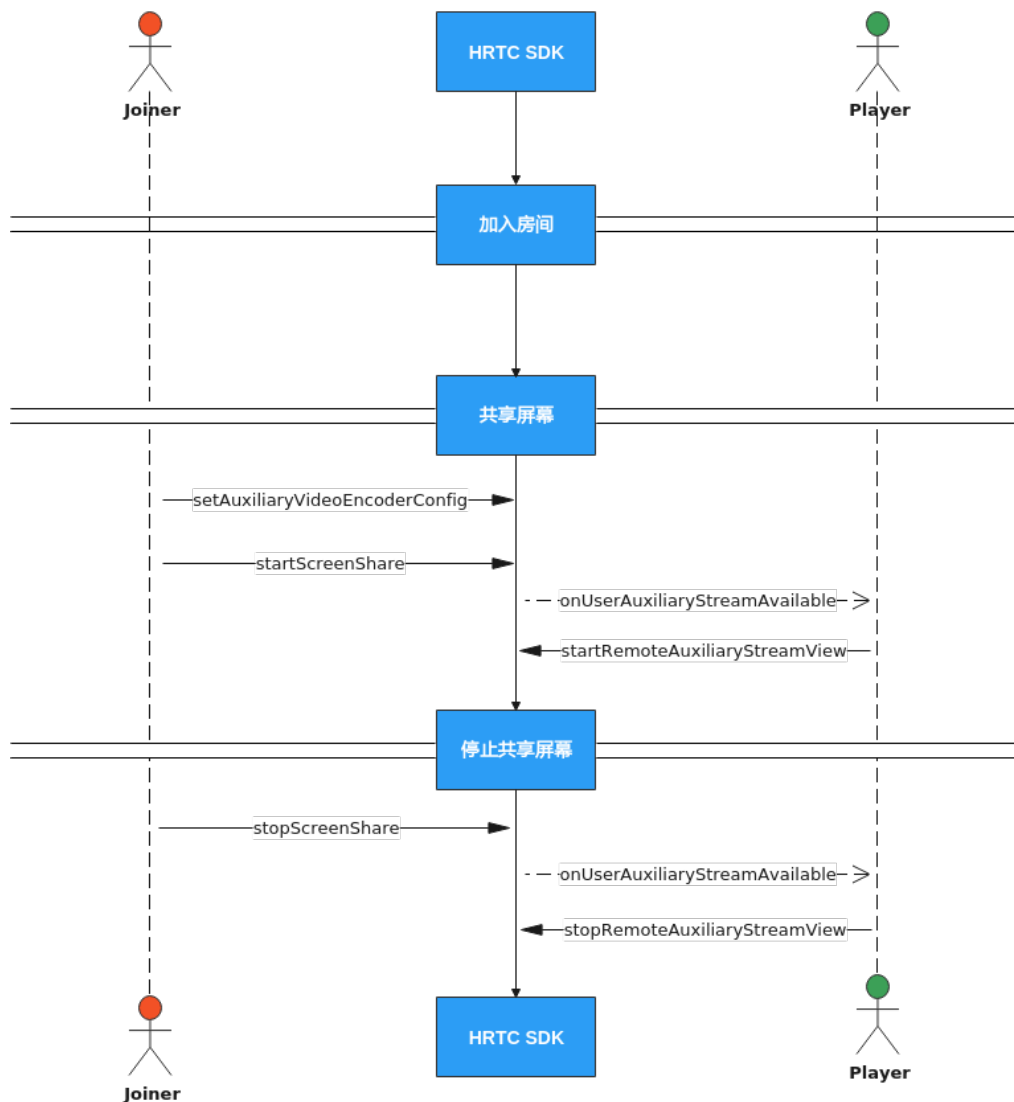 HRTC SDK
Joiner
Player
加入房间
共享屏幕
setAuxiliaryVideoEncoderConfig
startScreenShare
onUserAuxiliaryStreamAvailable
startRemoteAuxiliaryStreamView
停止共享屏幕
stopScreenShare
onUserAuxiliaryStreamAvailable
stopRemoteAuxiliaryStreamView
HRTC SDK
Player
Joiner